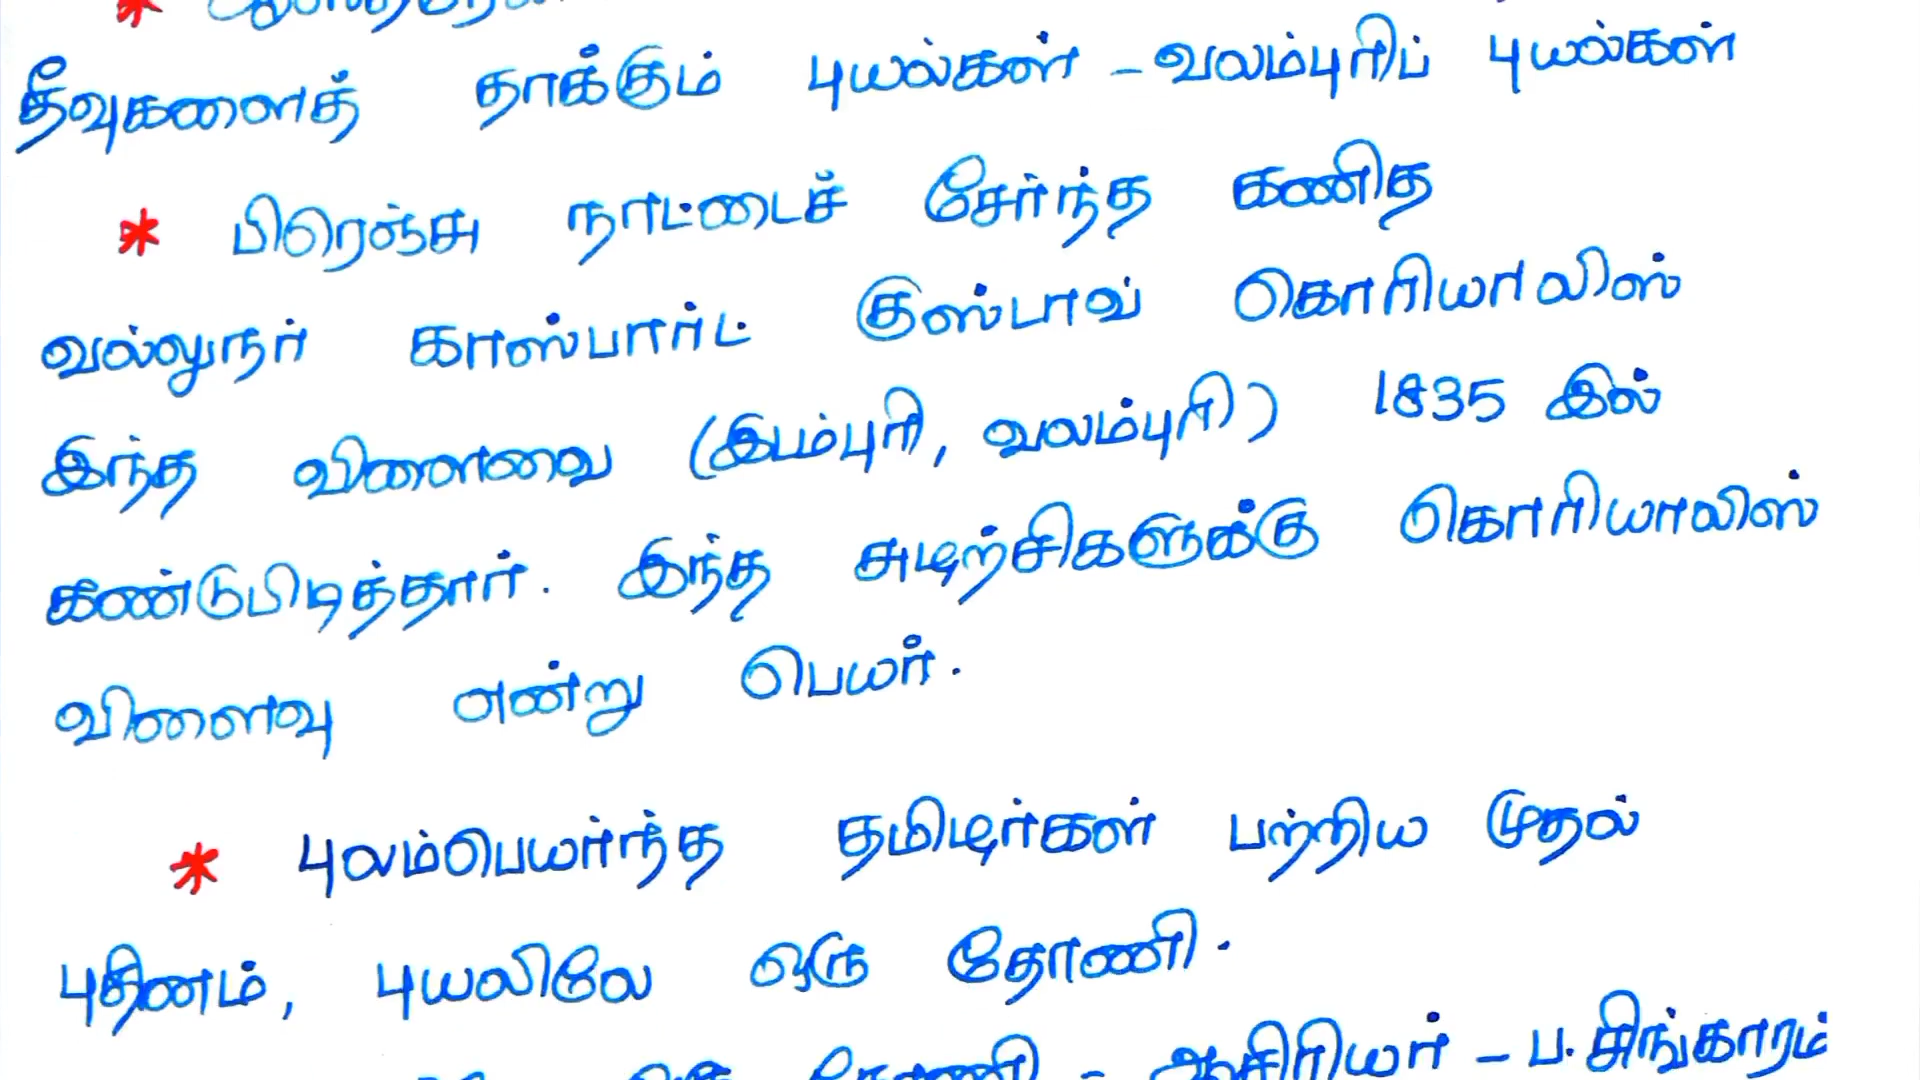 *
தீவுகளைத் தாக்கும் புயல்கள் - வலம்புரிப் புயல்கள்
* பிரெஞ்சு நாட்டைச் சேர்ந்த கணித
வல்லுநர் காஸ்பார்ட் குஸ்டாவ் கொரியாலிஸ்
இந்த விளைவை (இடம்புரி, வலம்புரி) 1835 இல்
கண்டுபிடித்தார். இந்த சுழற்சிகளுக்கு கொரியாலிஸ்
விளைவு என்று பெயர்.
* புலம்பெயர்ந்த தமிழர்கள் பற்றிய முதல்
புதினம், புயலிலே ஒரு தோணி.
ஒரு தோணி - ஆசிரியர் - ப. சிங்காரம்